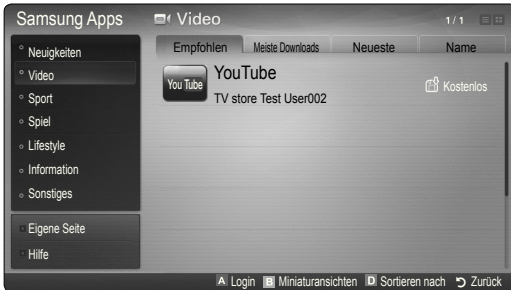 Samsung Apps
Video
1/1
Neuigkeiten
Video
Sport
Spiel
Lifestyle
Information
Sonstiges
Eigene Seite
Hilfe
Empfohlen Meiste Downloads Neueste Name
You Tube
YouTube
TV store Test User002
Kostenlos
A Login B Miniaturansichten D Sortieren nach Zurück